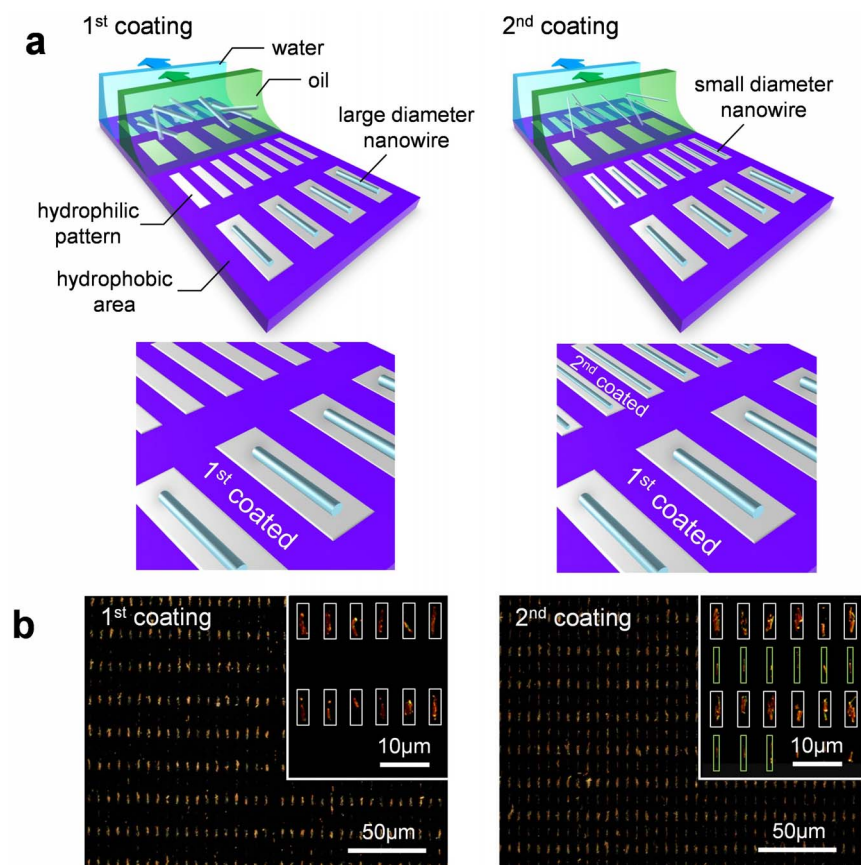 a
1st coating
water
oil
large diameter
nanowire
hydrophilic
pattern
hydrophobic
area
2nd coating
small diameter
nanowire
1st coated
2nd coated
1st coated
b
1st coating
10µm
50µm
2nd coating
10µm
50µm